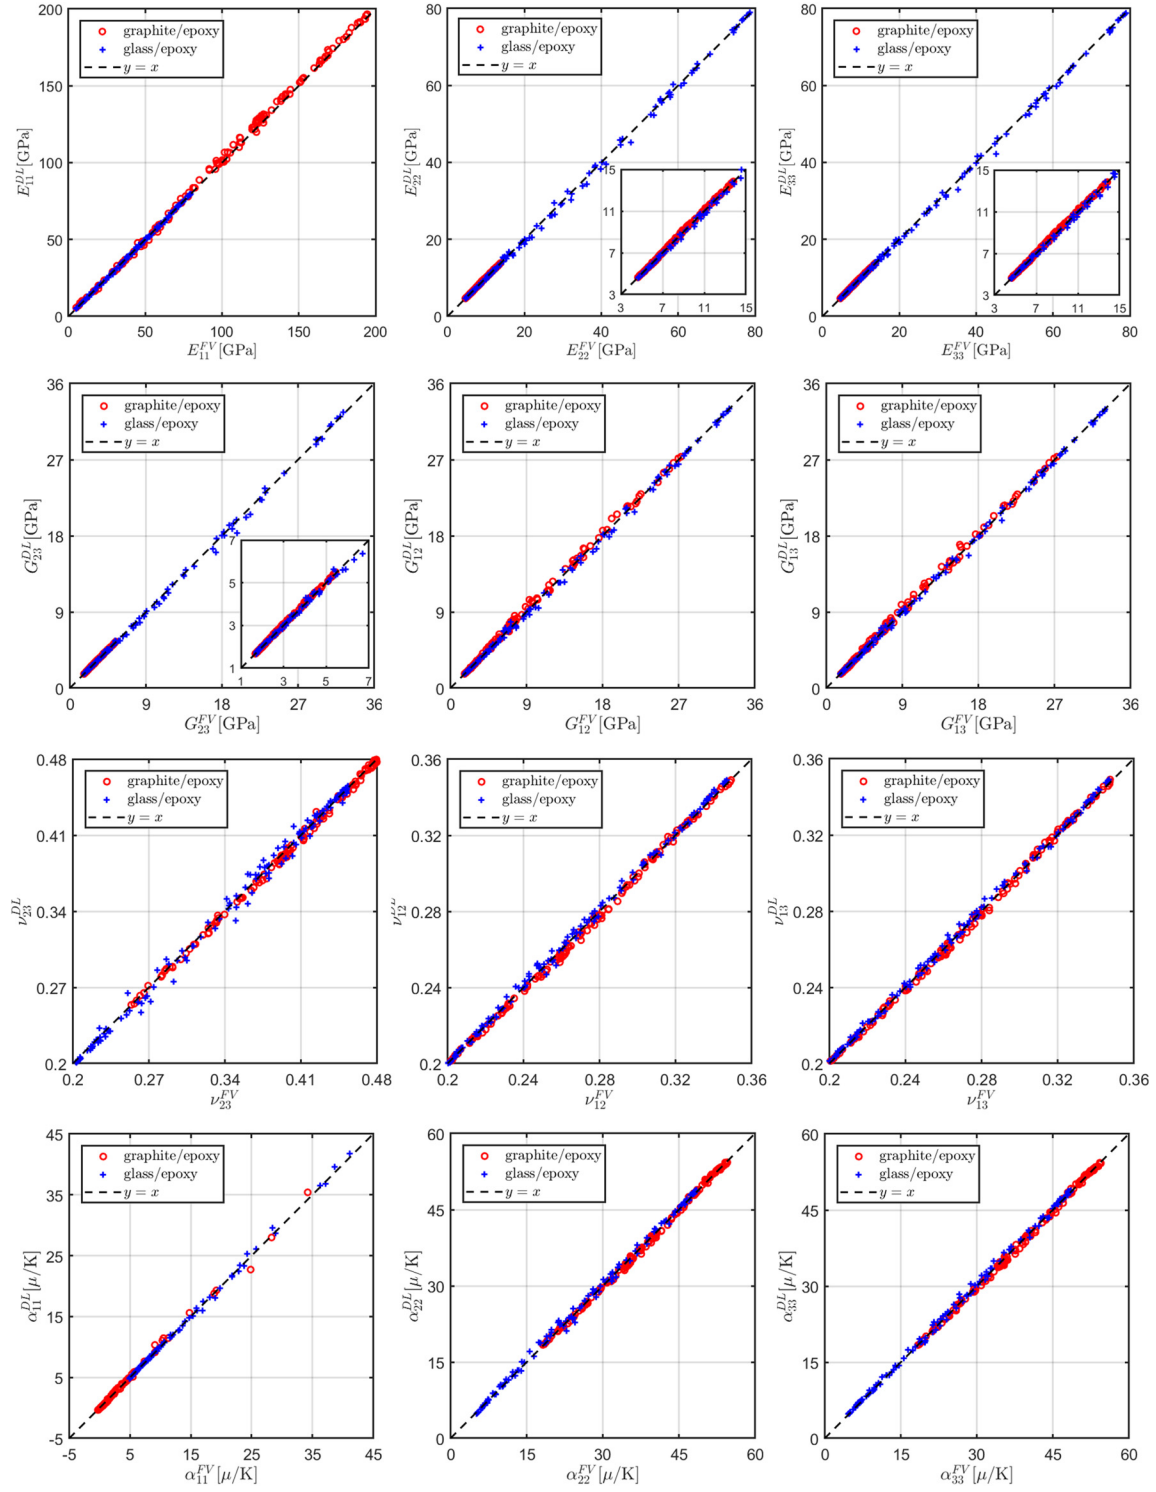 graphite/epoxy
glass/epoxy
y = x
200
150
100
50
0
0 50 100 150 200
E_{11}^{DL}[GPa]
E_{11}^{FV}[GPa]
graphite/epoxy
glass/epoxy
y = x
80
60
40
20
0
0 20 40 60 80
15
11
7
3
3 7 11 15
E_{22}^{DL}[GPa]
E_{22}^{FV}[GPa]
graphite/epoxy
glass/epoxy
y = x
80
60
40
20
0
0 20 40 60 80
15
11
7
3
3 7 11 15
E_{33}^{DL}[GPa]
E_{33}^{FV}[GPa]
graphite/epoxy
glass/epoxy
y = x
36
27
18
9
0
0 9 18 27 36
7
5
3
1
1 3 5 7
G_{23}^{DL}[GPa]
G_{23}^{FV}[GPa]
graphite/epoxy
glass/epoxy
y = x
36
27
18
9
0
0 9 18 27 36
G_{12}^{DL}[GPa]
G_{12}^{FV}[GPa]
graphite/epoxy
glass/epoxy
y = x
36
27
18
9
0
0 9 18 27 36
G_{13}^{DL}[GPa]
G_{13}^{FV}[GPa]
graphite/epoxy
glass/epoxy
y = x
0.48
0.41
0.34
0.27
0.2
0.2 0.27 0.34 0.41 0.48
ν_{23}^{DL}
ν_{23}^{FV}
graphite/epoxy
glass/epoxy
y = x
0.36
0.32
0.28
0.24
0.2
0.2 0.24 0.28 0.32 0.36
ν_{12}
ν_{12}^{FV}
graphite/epoxy
glass/epoxy
y = x
0.36
0.32
0.28
0.24
0.2
0.2 0.24 0.28 0.32 0.36
ν_{13}^{DL}
ν_{13}^{FV}
graphite/epoxy
glass/epoxy
y = x
45
35
25
15
5
-5
-5 5 15 25 35 45
α_{11}^{DL}[μ/K]
α_{11}^{FV}[μ/K]
graphite/epoxy
glass/epoxy
y = x
60
45
30
15
0
0 15 30 45 60
α_{22}^{DL}[μ/K]
α_{22}^{FV}[μ/K]
graphite/epoxy
glass/epoxy
y = x
60
45
30
15
0
0 15 30 45 60
α_{33}^{DL}[μ/K]
α_{33}^{FV}[μ/K]